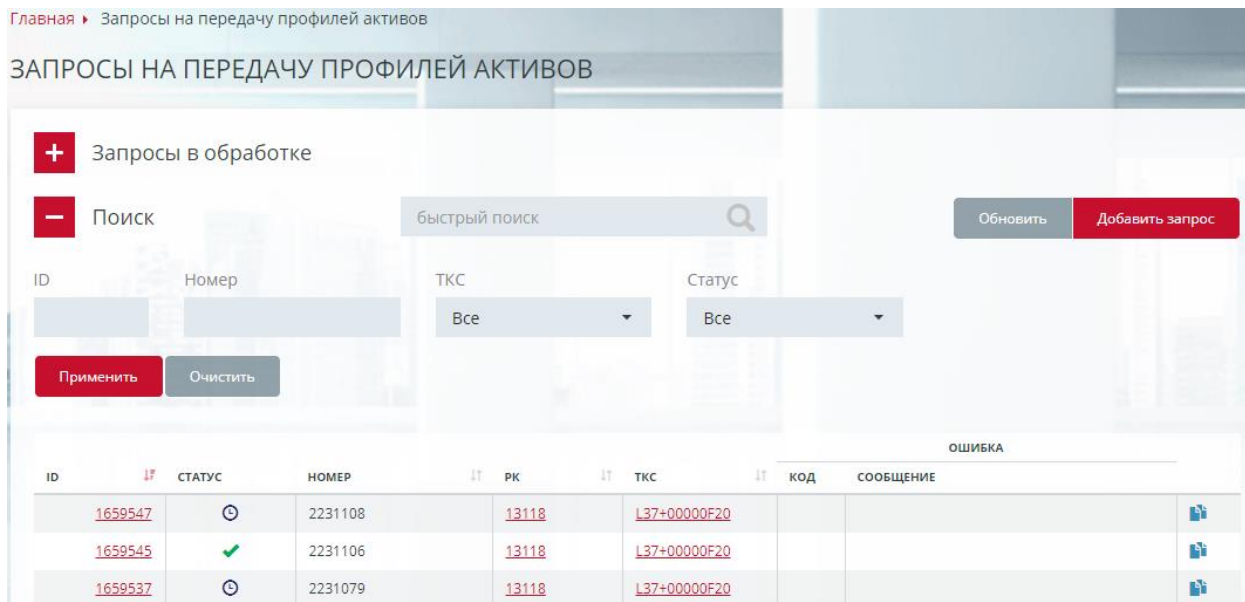 Главная Запросы на передачу профилей активов
ЗАПРОСЫ НА ПЕРЕДАЧУ ПРОФИЛЕЙ АКТИВОВ
Запросы в обработке
Поиск быстрый поиск Обновить Добавить запрос
ID Номер ТКС Статус
Все Все
Применить Очистить
ОШИБКА
ID СТАТУС НОМЕР РК ТКС КОД СООБЩЕНИЕ
1659547 2231108 13118 L37+00000F20
1659545 2231106 13118 L37+00000F20
1659537 2231079 13118 L37+00000F20